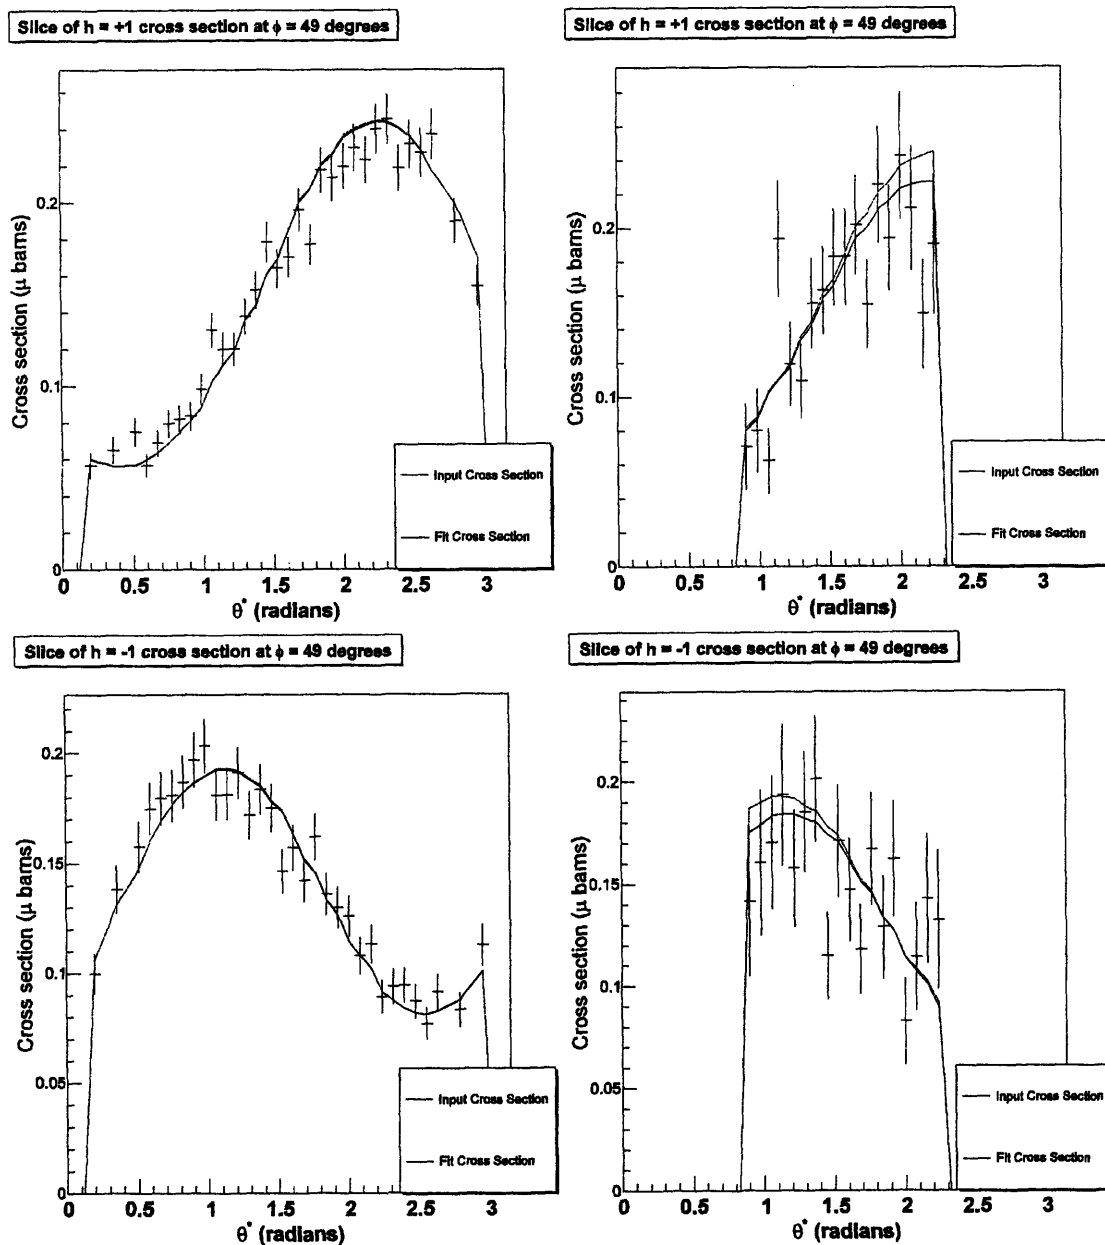 Slice of h = +1 cross section at ϕ = 49 degrees
Cross section (μ barns)
0.2
0.1
0
Input Cross Section
Fit Cross Section
0 0.5 1 1.5 2 2.5 3
θ* (radians)
Slice of h = +1 cross section at ϕ = 49 degrees
Cross section (μ barns)
0.2
0.1
0
Input Cross Section
Fit Cross Section
0 0.5 1 1.5 2 2.5 3
θ* (radians)
Slice of h = -1 cross section at ϕ = 49 degrees
Cross section (μ barns)
0.2
0.15
0.1
0.05
0
Input Cross Section
Fit Cross Section
0 0.5 1 1.5 2 2.5 3
θ* (radians)
Slice of h = -1 cross section at ϕ = 49 degrees
Cross section (μ barns)
0.2
0.15
0.1
0.05
0
Input Cross Section
Fit Cross Section
0 0.5 1 1.5 2 2.5 3
θ* (radians)